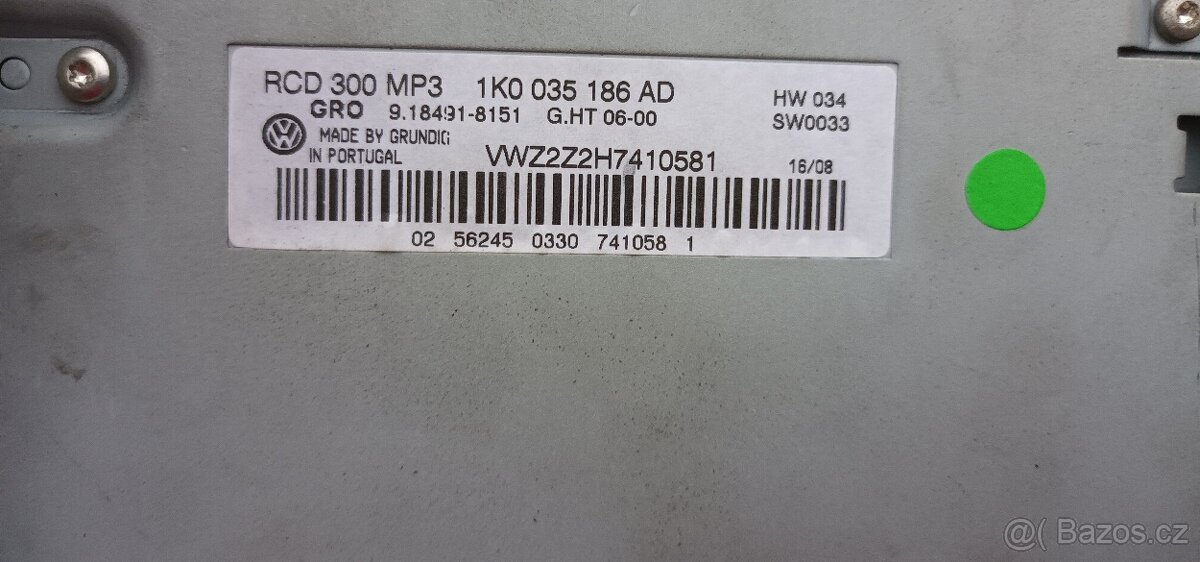 RCD 300 MP3 1K0 035 186 AD
GRO 9.18491-8151 G.HT 06-00
HW 034
SW0033
MADE BY GRUNDIG
IN PORTUGAL
VWZ2Z2H7410581
16/08
02 56245 0330 741058 1
@( Bazos.cz